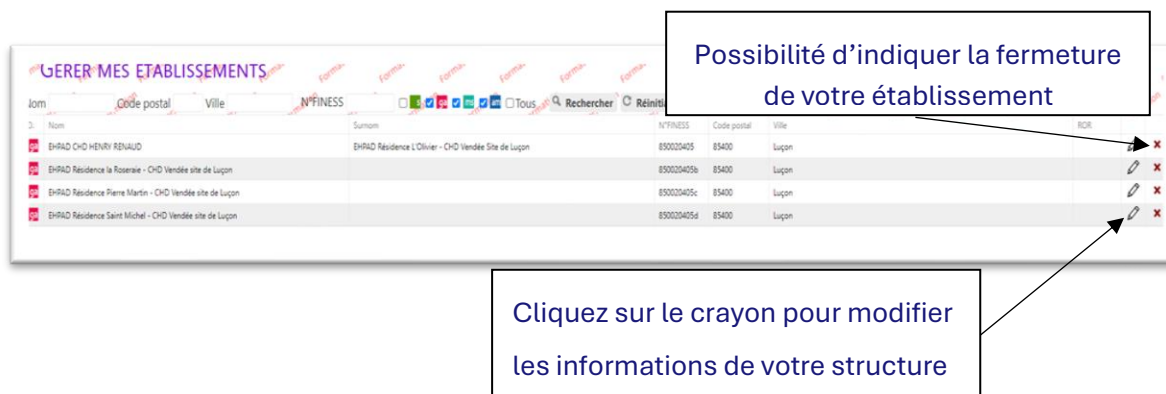 Possibilité d'indiquer la fermeture
de votre établissement
GERER MES ETABLISSEMENTS
Nom Code postal Ville N°FINESS s ga ms am Tous Rechercher
Nom Surnom N°FINESS Code postal Ville ROR
EHPAD CHD HENRY RENAUD EHPAD Résidence L'Olivier - CHD Vendée Site de Luçon 850020405 85400 Luçon
EHPAD Résidence la Roseraie - CHD Vendée site de Luçon 850020405b 85400 Luçon
EHPAD Résidence Pierre Martin - CHD Vendée site de Luçon 850020405c 85400 Luçon
EHPAD Résidence Saint Michel - CHD Vendée site de Luçon 850020405d 85400 Luçon
Cliquez sur le crayon pour modifier
les informations de votre structure